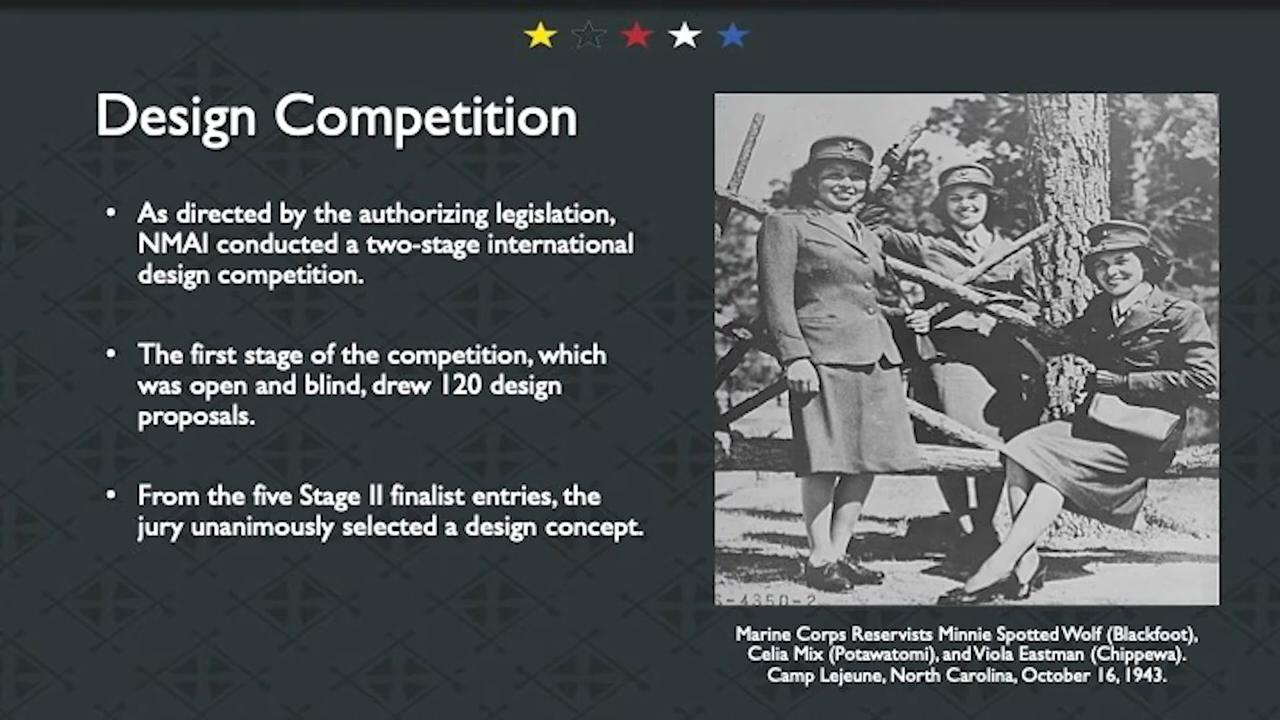 Design Competition
• As directed by the authorizing legislation,
NMAI conducted a two-stage international
design competition.
• The first stage of the competition, which
was open and blind, drew 120 design
proposals.
• From the five Stage II finalist entries, the
jury unanimously selected a design concept.
S-4350-2
Marine Corps Reservists Minnie Spotted Wolf (Blackfoot),
Celia Mix (Potawatomi), and Viola Eastman (Chippewa).
Camp Lejeune, North Carolina, October 16, 1943.